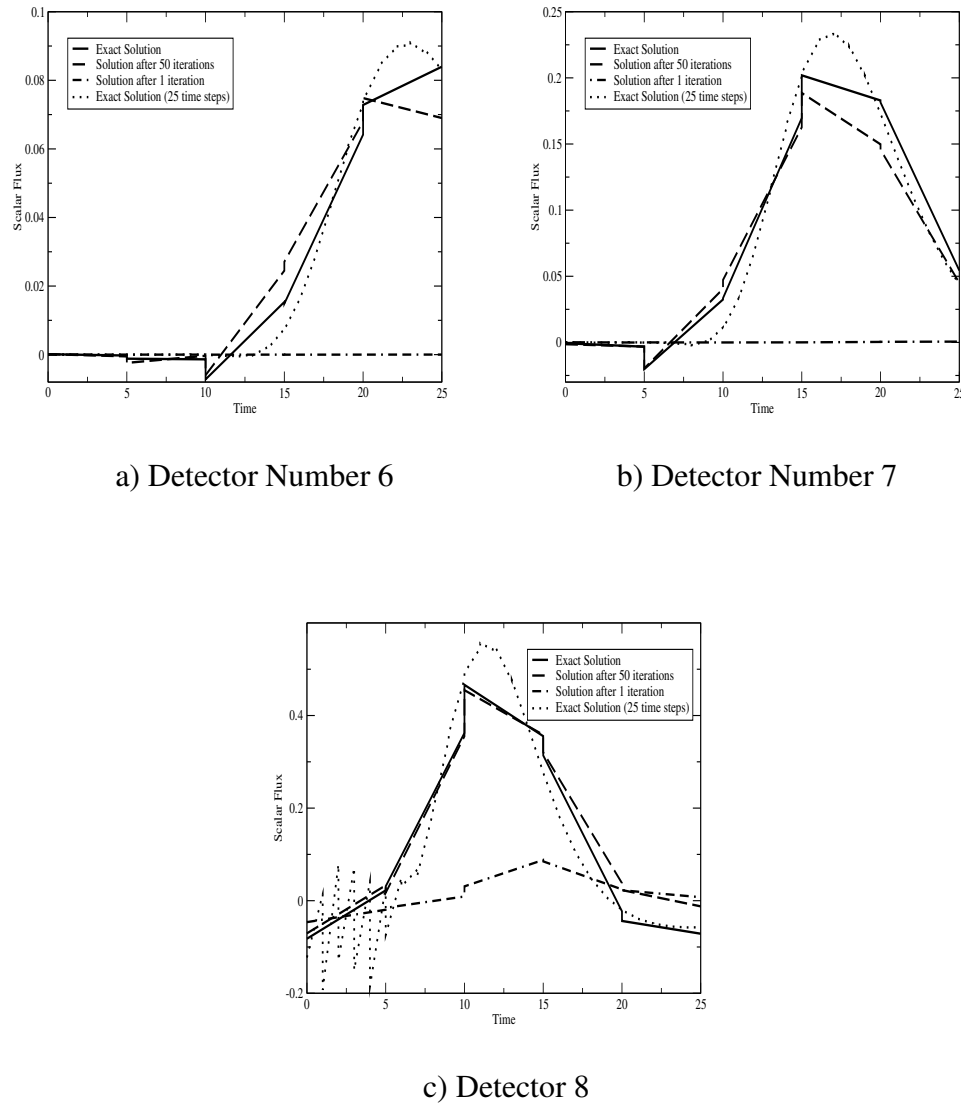 0.1
0.08
0.06
0.04
0.02
0
Scalar Flux
Exact Solution
Solution after 50 iterations
Solution after 1 iteration
Exact Solution (25 time steps)
0 5 10 15 20 25
Time
a) Detector Number 6
0.25
0.2
0.15
0.1
0.05
0
Scalar Flux
Exact Solution
Solution after 50 iterations
Solution after 1 iteration
Exact Solution (25 time steps)
0 5 10 15 20 25
Time
b) Detector Number 7
0.4
0.2
0
-0.2
Scalar Flux
Exact Solution
Solution after 50 iterations
Solution after 1 iteration
Exact Solution (25 time steps)
0 5 10 15 20 25
Time
c) Detector 8